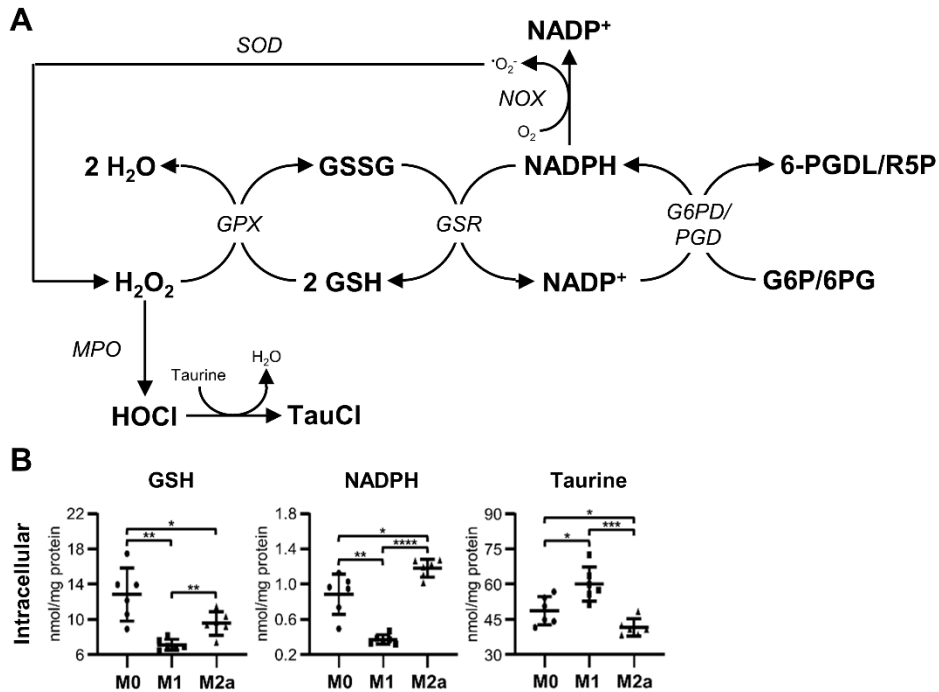 A
NADP⁺
SOD
·O₂⁻
NOX
O₂
2 H₂O
GSSG
NADPH
6-PGDL/R5P
GPX
GSR
G6PD/
PGD
H₂O₂
2 GSH
NADP⁺
G6P/6PG
MPO
Taurine
H₂O
HOCl
TauCl
B
GSH
NADPH
Taurine
Intracellular
nmol/mg protein
22
18
14
10
6
*
**
**
M0 M1 M2a
nmol/mg protein
1.8
1.4
1.0
0.6
0.2
*
****
**
M0 M1 M2a
nmol/mg protein
90
75
60
45
30
*
***
*
M0 M1 M2a